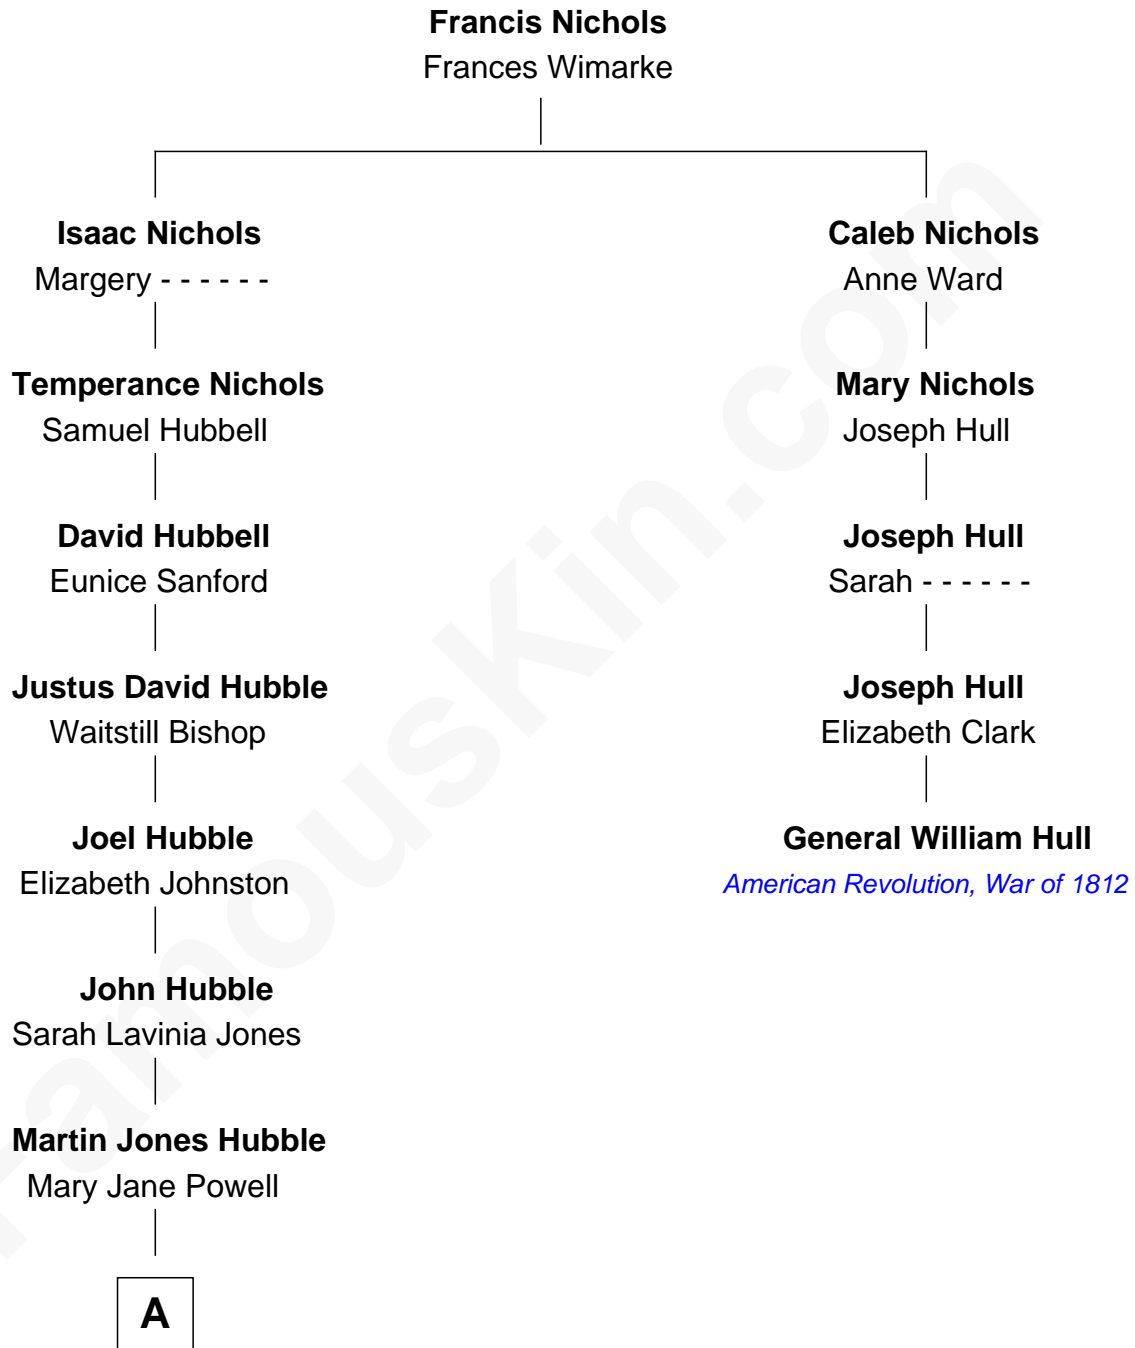 Francis Nichols
Frances Wimarke
Isaac Nichols
Margery - - - - - -
Caleb Nichols
Anne Ward
Temperance Nichols
Samuel Hubbell
Mary Nichols
Joseph Hull
David Hubbell
Eunice Sanford
Joseph Hull
Sarah - - - - - -
Justus David Hubble
Waitstill Bishop
Joseph Hull
Elizabeth Clark
Joel Hubble
Elizabeth Johnston
General William Hull
American Revolution, War of 1812
John Hubble
Sarah Lavinia Jones
Martin Jones Hubble
Mary Jane Powell
A
FamousKin.com